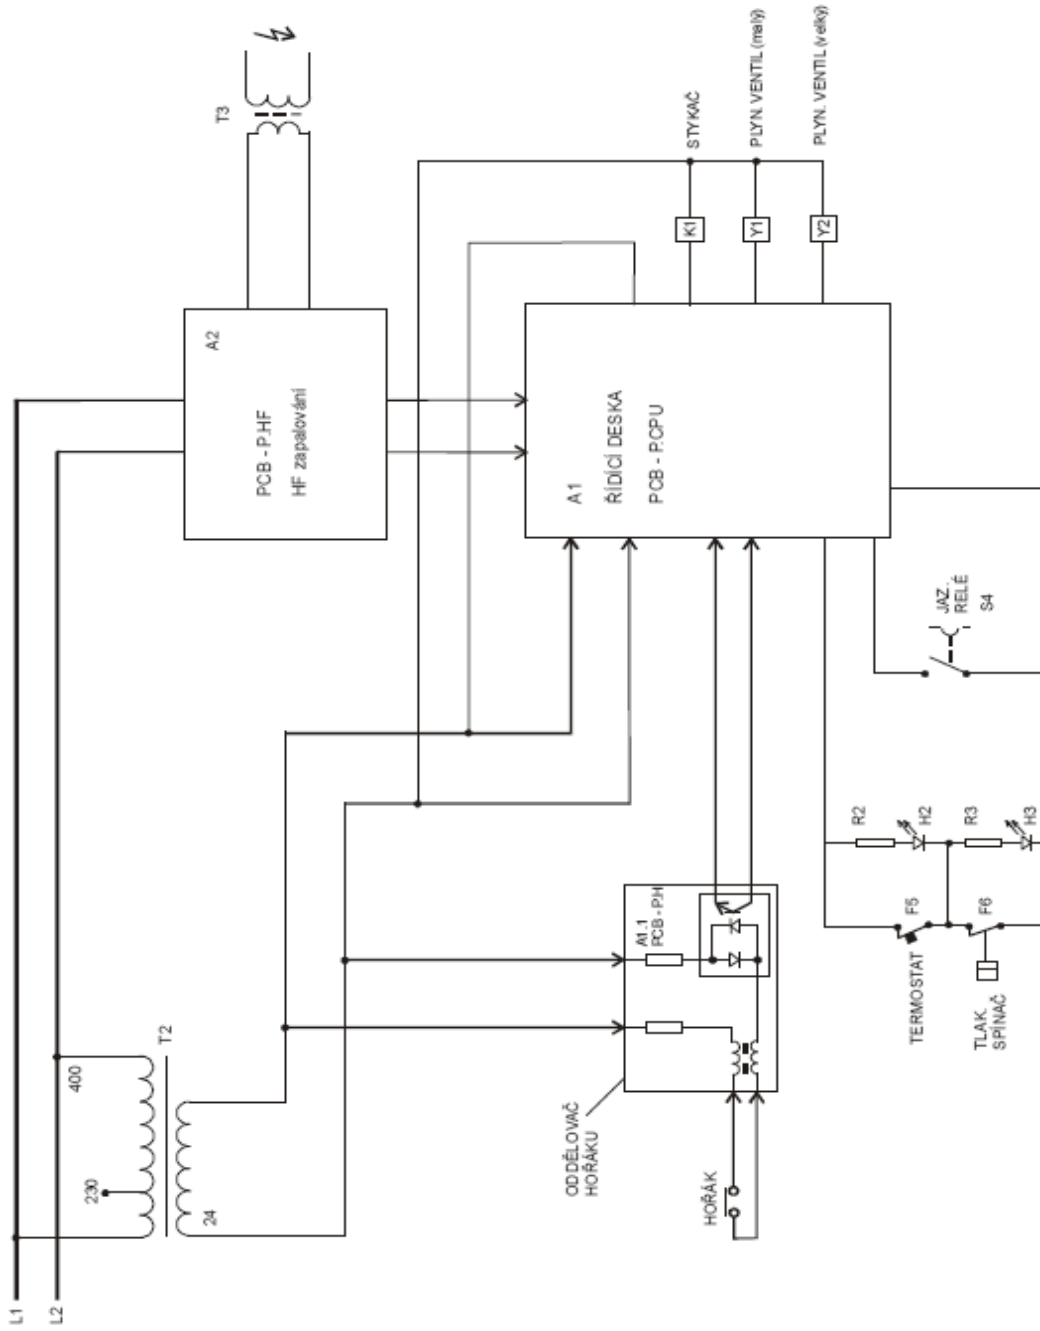 L1
L2
400
230
24
T2
T3
A2
PCB - P.HF
HF zapalování
A1
ŘÍDÍCÍ DESKA
PCB - P.CPU
K1
STYKAČ
Y1
PLYN. VENTIL (malý)
Y2
PLYN. VENTIL (velký)
ODDĚLOVAČ
HOŘÁKU
A1.1
PCB - P.H
HOŘÁK
TERMOSTAT
F5
TLAK.
SPÍNAČ
F6
R2
H2
R3
H3
JAZ.
RELÉ
S4